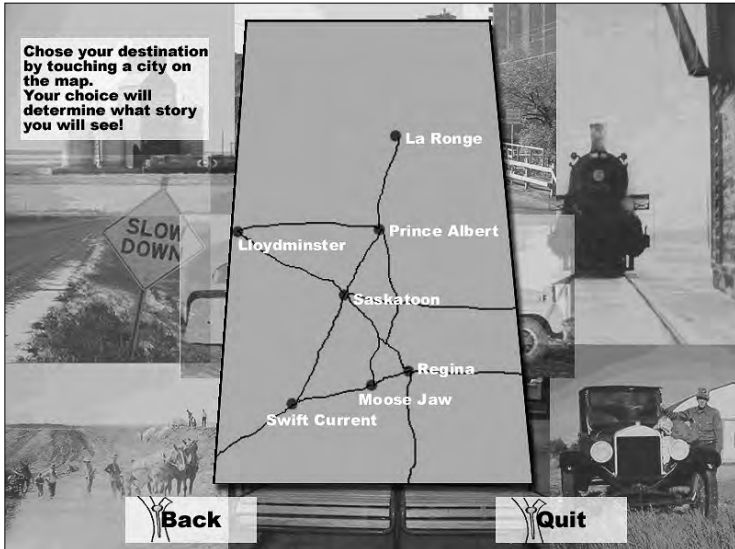 Chose your destination
by touching a city on
the map.
Your choice will
determine what story
you will see!
La Ronge
Prince Albert
Lloydminster
SLOW
DOWN
Saskatoon
Regina
Moose Jaw
Swift Current
Back
Quit